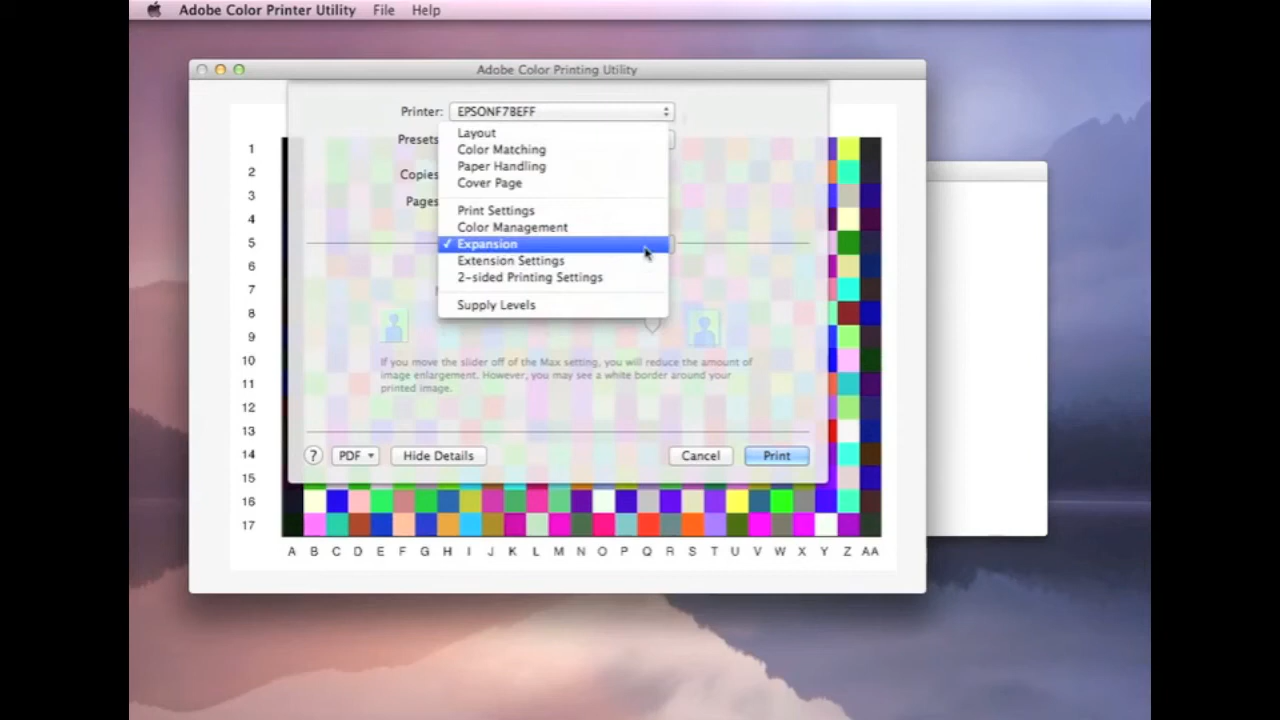 Adobe Color Printer Utility File Help
Adobe Color Printing Utility
Printer: EPSONF7BEFF
Presets
Copies
Pages
Layout
Color Matching
Paper Handling
Cover Page
Print Settings
Color Management
✓ Expansion
Extension Settings
2-sided Printing Settings
Supply Levels
If you move the slider off of the Max setting, you will reduce the amount of
image enlargement. However, you may see a white border around your
printed image.
? PDF Hide Details Cancel Print
1
2
3
4
5
6
7
8
9
10
11
12
13
14
15
16
17
A B C D E F G H I J K L M N O P Q R S T U V W X Y Z AA